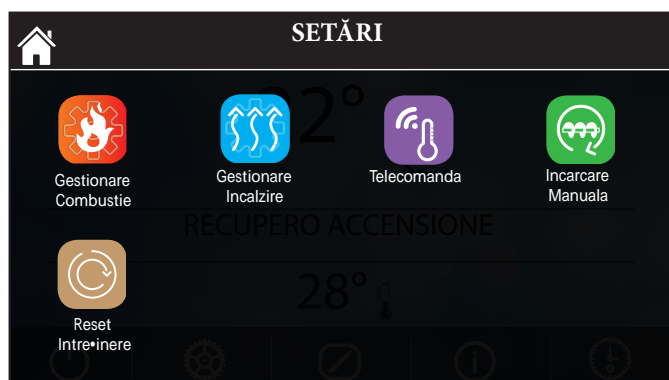 SETĂRI
22°
Gestionare
Combustie
Gestionare
Incalzire
Telecomanda
Incarcare
Manuala
RECUPERO ACCENSIONE
28°
Reset
Intre•inere